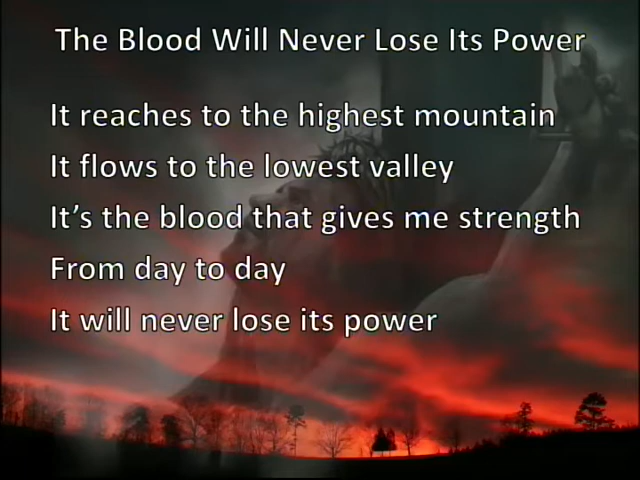 The Blood Will Never Lose Its Power
It reaches to the highest mountain
It flows to the lowest valley
It’s the blood that gives me strength
From day to day
It will never lose its power